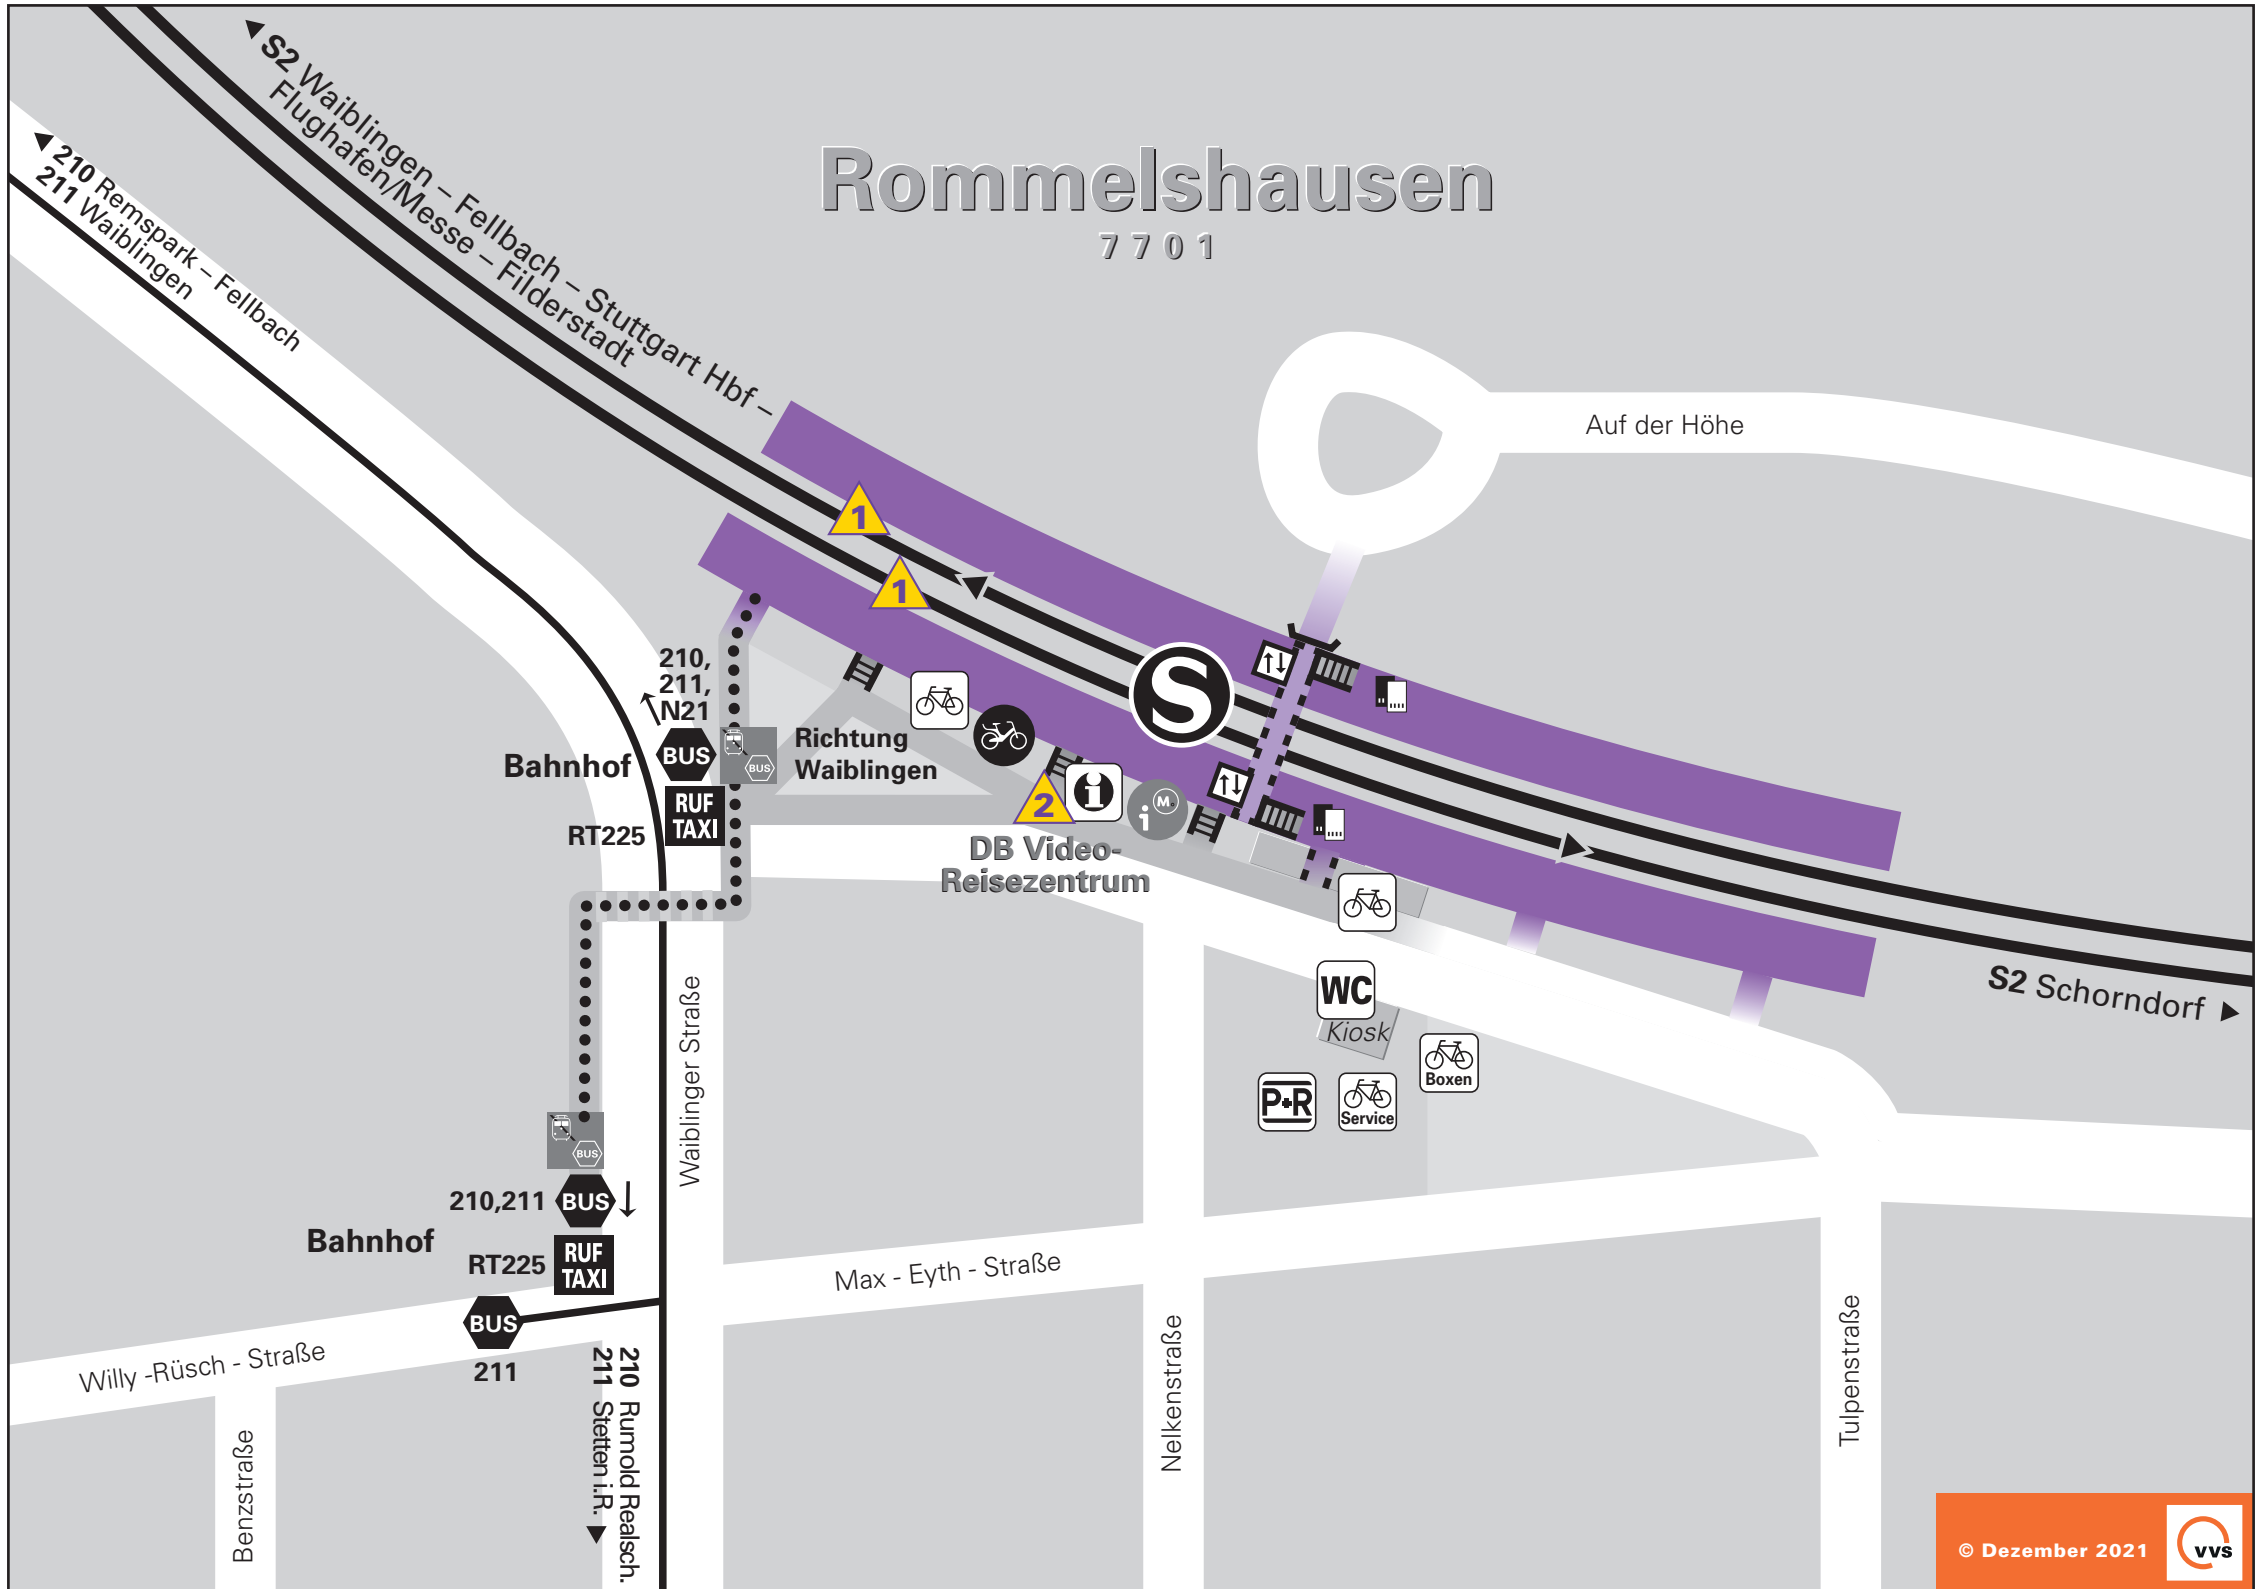 Rommelshausen
7701
S2 Waiblingen – Fellbach – Stuttgart Hbf –
Flughafen/Messe – Filderstadt
210 Remspark – Fellbach
211 Waiblingen
Auf der Höhe
1
1
S
210,
211,
N21
BUS
Bahnhof
BUS
Richtung
Waiblingen
RUF
TAXI
RT225
2
i
i M.
DB Video-
Reisezentrum
S2 Schorndorf
WC
Kiosk
Boxen
P+R
Service
Waiblinger Straße
BUS
210,211
BUS
Bahnhof
RT225
RUF
TAXI
BUS
211
Max - Eyth - Straße
Willy -Rüsch - Straße
210 Rumold Realsch.
211 Stetten i.R.
Benzstraße
Nelkenstraße
Tulpenstraße
© Dezember 2021
VVS